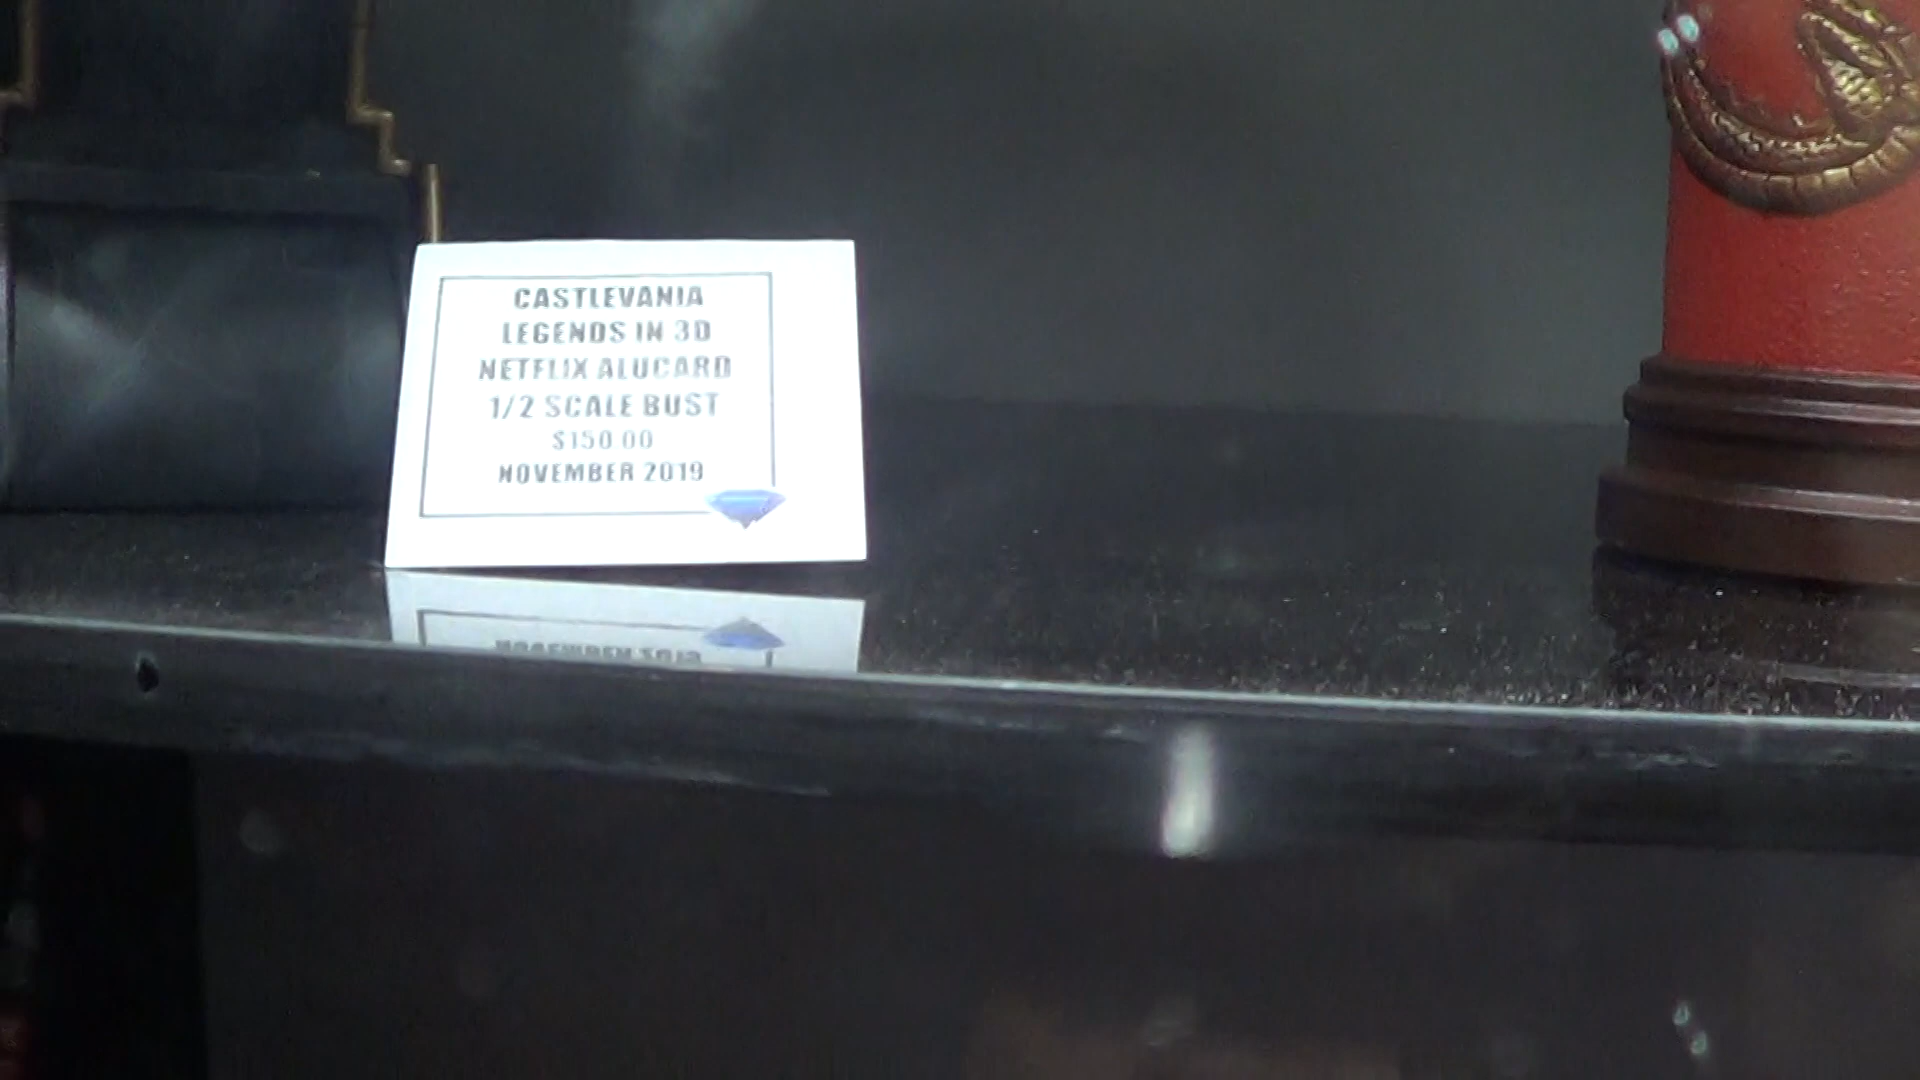 CASTLEVANIA
LEGENDS IN 3D
NETFLIX ALUCARD
1/2 SCALE BUST
$150.00
NOVEMBER 2019